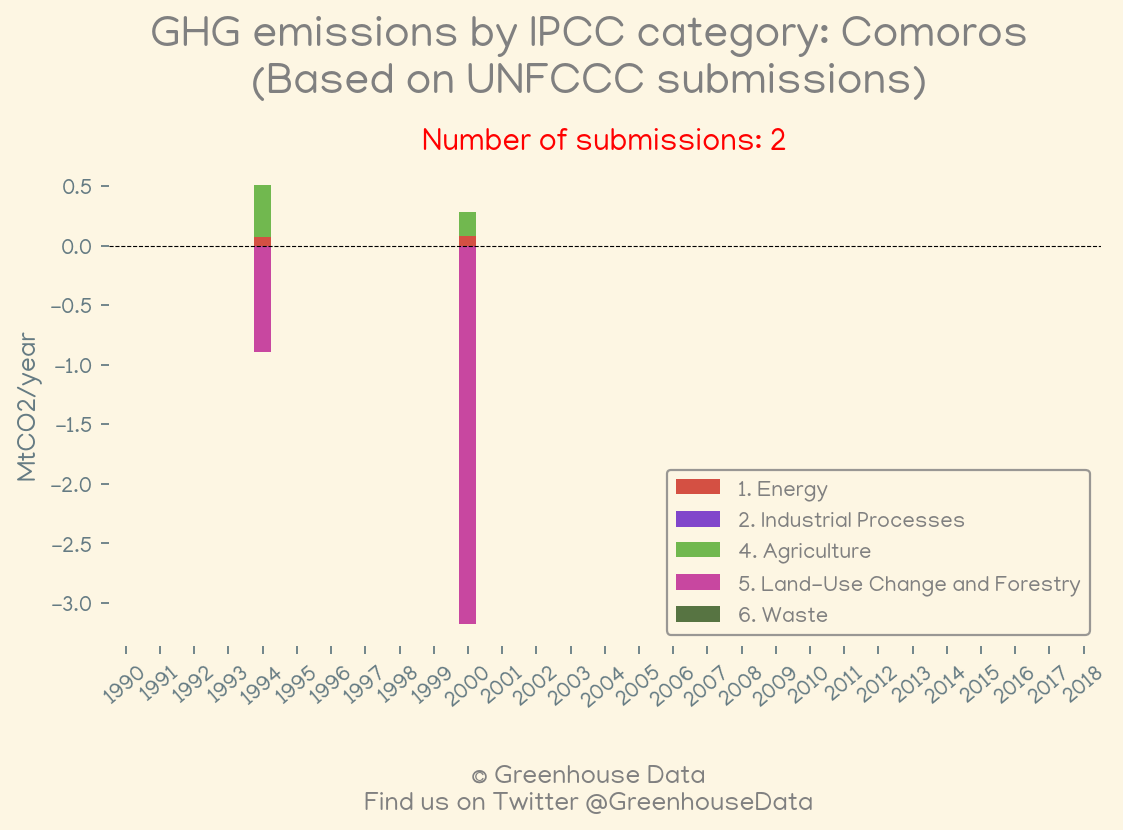 GHG emissions by IPCC category: Comoros
(Based on UNFCCC submissions)
Number of submissions: 2
0.5
0.0
−0.5
−1.0
−1.5
−2.0
−2.5
−3.0
MtCO2/year
1. Energy
2. Industrial Processes
4. Agriculture
5. Land-Use Change and Forestry
6. Waste
1990 1991 1992 1993 1994 1995 1996 1997 1998 1999 2000 2001 2002 2003 2004 2005 2006 2007 2008 2009 2010 2011 2012 2013 2014 2015 2016 2017 2018
© Greenhouse Data
Find us on Twitter @GreenhouseData